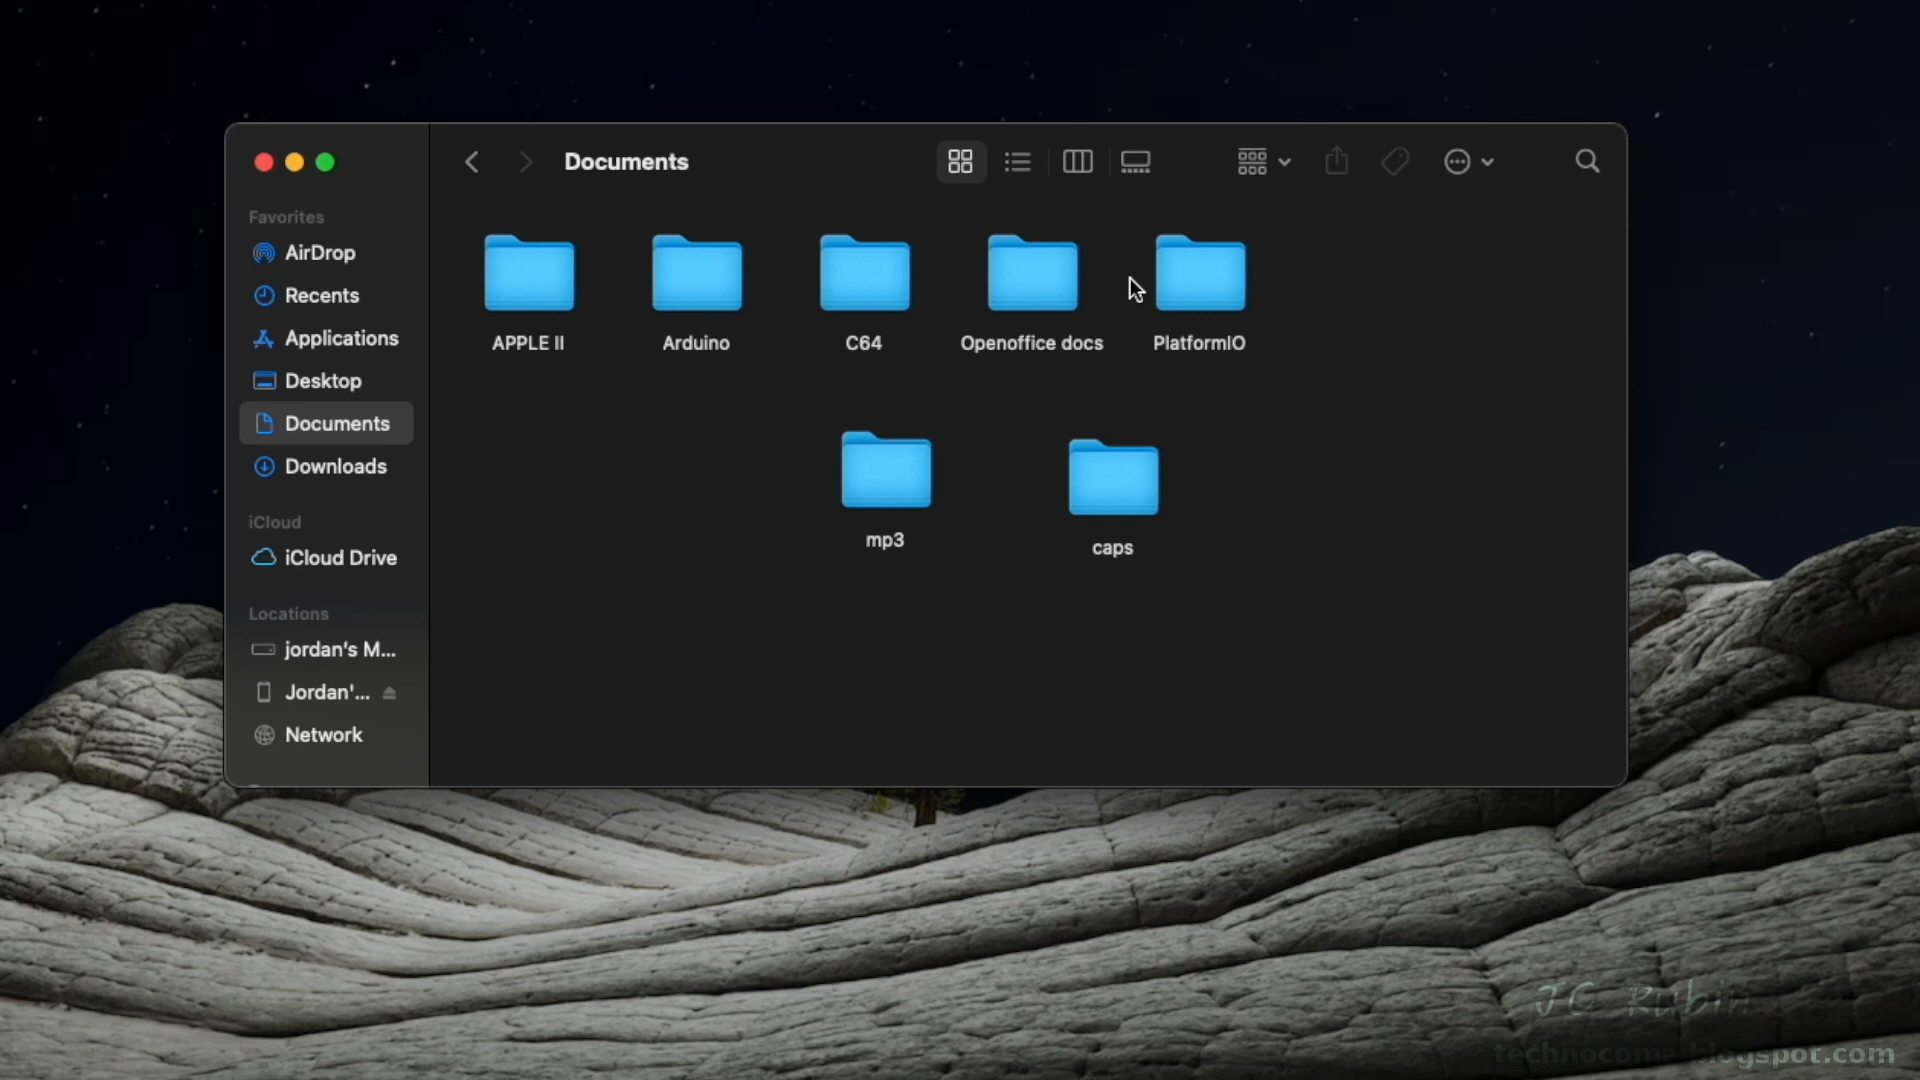 Documents
Favorites
AirDrop
Recents
Applications
Desktop
Documents
Downloads
iCloud
iCloud Drive
Locations
jordan's M...
Jordan'...
Network
APPLE II
Arduino
C64
Openoffice docs
PlatformIO
mp3
caps
JC Rubin
technocoma.blogspot.com